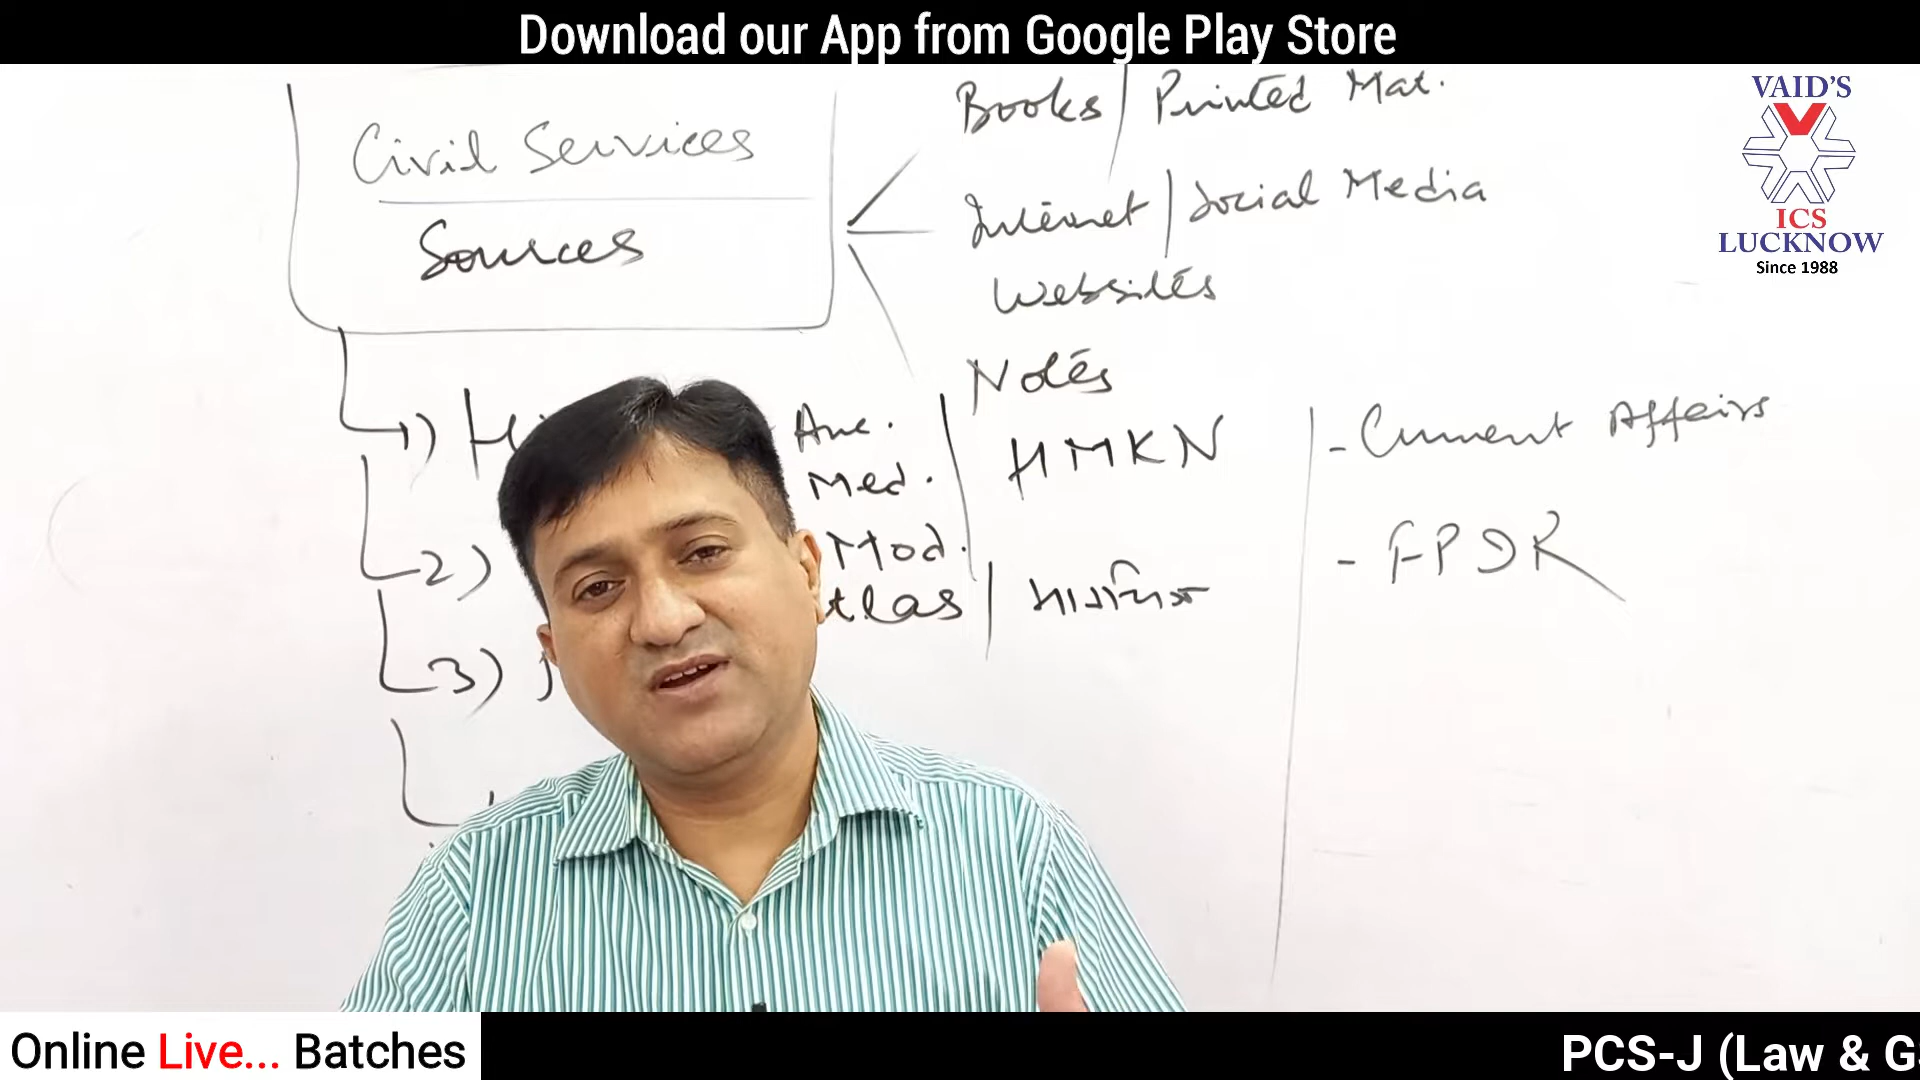 Download our App from Google Play Store
VAID'S
ICS
LUCKNOW
Since 1988
Civil Services
Sources
Books | Printed Mat.
Internet | Social Media
Websites
Notes
1) Anc.
Med.
Mod.
HMKN
- Current Affairs
- FPDR
2) tlas | मानचित्र
3)
Online Live... Batches
PCS-J (Law & G